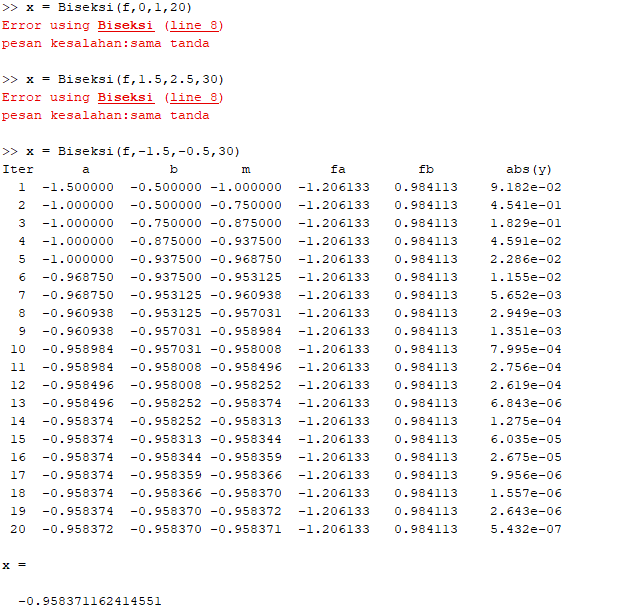 >> x = Biseksi(f,0,1,20)
Error using Biseksi (line 8)
pesan kesalahan:sama tanda
>> x = Biseksi(f,1.5,2.5,30)
Error using Biseksi (line 8)
pesan kesalahan:sama tanda
>> x = Biseksi(f,-1.5,-0.5,30)
Iter a b m fa fb abs(y)
1 -1.500000 -0.500000 -1.000000 -1.206133 0.984113 9.182e-02
2 -1.000000 -0.500000 -0.750000 -1.206133 0.984113 4.541e-01
3 -1.000000 -0.750000 -0.875000 -1.206133 0.984113 1.829e-01
4 -1.000000 -0.875000 -0.937500 -1.206133 0.984113 4.591e-02
5 -1.000000 -0.937500 -0.968750 -1.206133 0.984113 2.286e-02
6 -0.968750 -0.937500 -0.953125 -1.206133 0.984113 1.155e-02
7 -0.968750 -0.953125 -0.960938 -1.206133 0.984113 5.652e-03
8 -0.960938 -0.953125 -0.957031 -1.206133 0.984113 2.949e-03
9 -0.960938 -0.957031 -0.958984 -1.206133 0.984113 1.351e-03
10 -0.958984 -0.957031 -0.958008 -1.206133 0.984113 7.995e-04
11 -0.958984 -0.958008 -0.958496 -1.206133 0.984113 2.756e-04
12 -0.958496 -0.958008 -0.958252 -1.206133 0.984113 2.619e-04
13 -0.958496 -0.958252 -0.958374 -1.206133 0.984113 6.843e-06
14 -0.958374 -0.958252 -0.958313 -1.206133 0.984113 1.275e-04
15 -0.958374 -0.958313 -0.958344 -1.206133 0.984113 6.035e-05
16 -0.958374 -0.958344 -0.958359 -1.206133 0.984113 2.675e-05
17 -0.958374 -0.958359 -0.958366 -1.206133 0.984113 9.956e-06
18 -0.958374 -0.958366 -0.958370 -1.206133 0.984113 1.557e-06
19 -0.958374 -0.958370 -0.958372 -1.206133 0.984113 2.643e-06
20 -0.958372 -0.958370 -0.958371 -1.206133 0.984113 5.432e-07
x =
-0.958371162414551